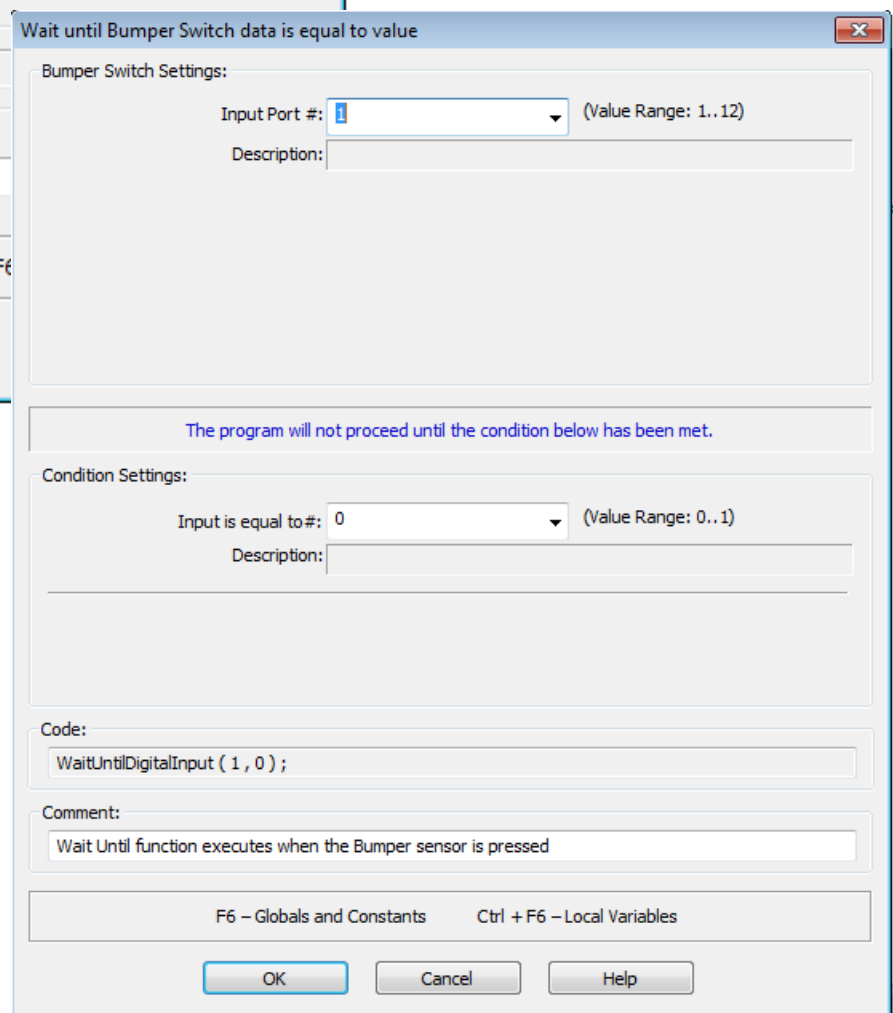 Wait until Bumper Switch data is equal to value
Bumper Switch Settings:
Input Port #: 1 (Value Range: 1..12)
Description:
F6
The program will not proceed until the condition below has been met.
Condition Settings:
Input is equal to#: 0 (Value Range: 0..1)
Description:
Code:
WaitUntilDigitalInput ( 1 , 0 ) ;
Comment:
Wait Until function executes when the Bumper sensor is pressed
F6 – Globals and Constants Ctrl + F6 – Local Variables
OK Cancel Help